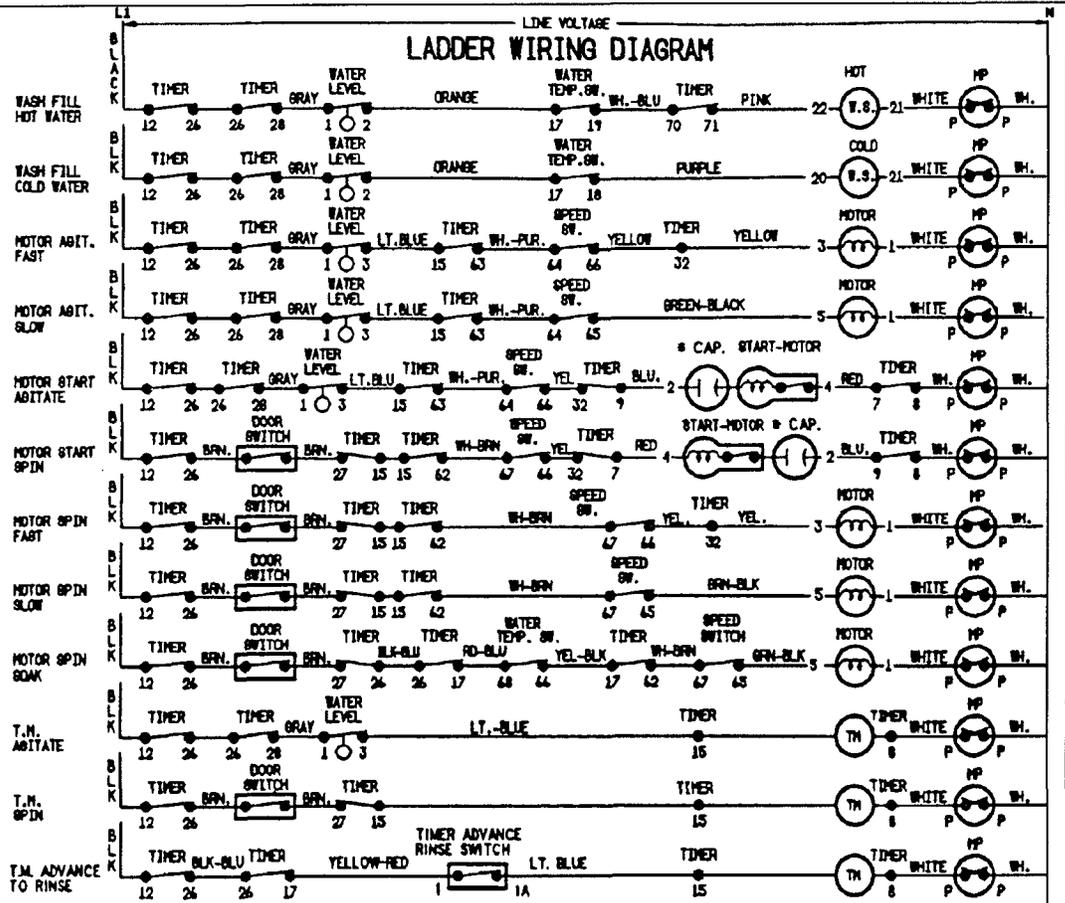 L1 LINE VOLTAGE N
LADDER WIRING DIAGRAM
BLACK
WASH FILL HOT WATER
TIMER TIMER WATER LEVEL WATER TEMP.SW. TIMER HOT MP
GRAY ORANGE WH.-BLU PINK W.S. WHITE WH.
12 26 26 28 1 2 17 19 70 71 22 21 P P
BLK
WASH FILL COLD WATER
TIMER TIMER WATER LEVEL WATER TEMP.SW. COLD MP
GRAY ORANGE PURPLE W.S. WHITE WH.
12 26 26 28 1 2 17 18 20 21 P P
BLK
MOTOR AGIT. FAST
TIMER TIMER WATER LEVEL TIMER SPEED SW. TIMER MOTOR MP
GRAY LT.BLUE WH.-PUR. YELLOW YELLOW WHITE WH.
12 26 26 28 1 3 15 63 64 66 32 3 1 P P
BLK
MOTOR AGIT. SLOW
TIMER TIMER WATER LEVEL TIMER SPEED SW. MOTOR MP
GRAY LT.BLUE WH.-PUR. GREEN-BLACK WHITE WH.
12 26 26 28 1 3 15 63 64 65 5 1 P P
BLK
MOTOR START AGITATE
TIMER TIMER WATER LEVEL TIMER SPEED SW. TIMER * CAP. START-MOTOR TIMER MP
GRAY LT.BLU WH.-PUR. YEL BLU. RED WH. WH.
12 26 26 28 1 3 15 63 64 66 32 9 2 4 7 8 P P
BLK
MOTOR START SPIN
TIMER DOOR SWITCH TIMER TIMER SPEED SW. TIMER START-MOTOR * CAP. TIMER MP
BRN. BRN. WH-BRN YEL RED BLU. WH. WH.
12 26 27 15 15 62 67 66 32 7 4 2 9 8 P P
BLK
MOTOR SPIN FAST
TIMER DOOR SWITCH TIMER TIMER SPEED SW. TIMER MOTOR MP
BRN. BRN. WH-BRN YEL. YEL. WHITE WH.
12 26 27 15 15 62 67 66 32 3 1 P P
BLK
MOTOR SPIN SLOW
TIMER DOOR SWITCH TIMER TIMER SPEED SW. MOTOR MP
BRN. BRN. WH-BRN GRN-BLK WHITE WH.
12 26 27 15 15 62 67 65 5 1 P P
BLK
MOTOR SPIN SOAK
TIMER DOOR SWITCH TIMER TIMER WATER TEMP. SW. TIMER SPEED SWITCH MOTOR MP
BRN. BRN. BLK-BLU RD-BLU YEL-BLK WH-BRN GRN-BLK WHITE WH.
12 26 27 26 26 17 68 66 17 62 67 65 5 1 P P
BLK
T.M. AGITATE
TIMER TIMER WATER LEVEL TIMER TIMER MP
GRAY LT.-BLUE TM WHITE WH.
12 26 26 28 1 3 15 8 P P
BLK
T.M. SPIN
TIMER DOOR SWITCH TIMER TIMER TIMER MP
BRN. BRN. TM WHITE WH.
12 26 27 15 15 8 P P
BLK
T.M. ADVANCE TO RINSE
TIMER TIMER TIMER ADVANCE RINSE SWITCH TIMER TIMER MP
BLK-BLU YELLOW-RED LT. BLUE TM WHITE WH.
12 26 26 17 1 1A 15 8 P P